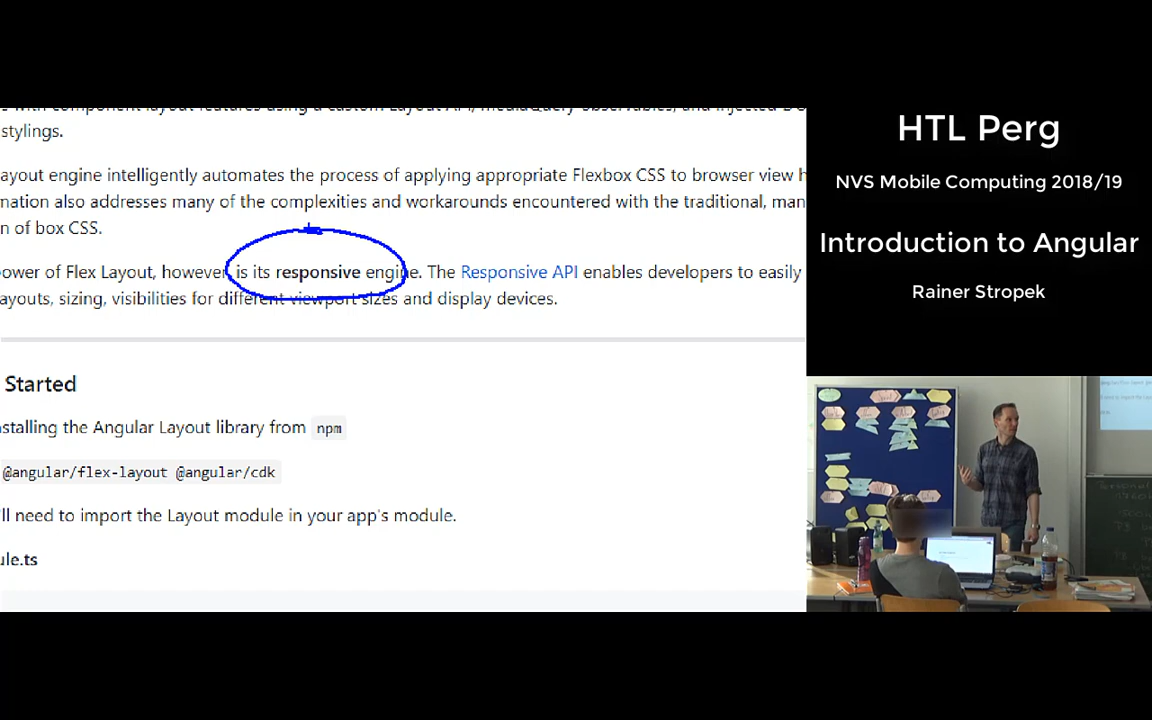 stylings.
ayout engine intelligently automates the process of applying appropriate Flexbox CSS to browser view h
nation also addresses many of the complexities and workarounds encountered with the traditional, man
n of box CSS.
ower of Flex Layout, however, is its responsive engine. The Responsive API enables developers to easily
ayouts, sizing, visibilities for different viewport sizes and display devices.
Started
nstalling the Angular Layout library from npm
@angular/flex-layout @angular/cdk
'll need to import the Layout module in your app's module.
ule.ts
HTL Perg
NVS Mobile Computing 2018/19
Introduction to Angular
Rainer Stropek